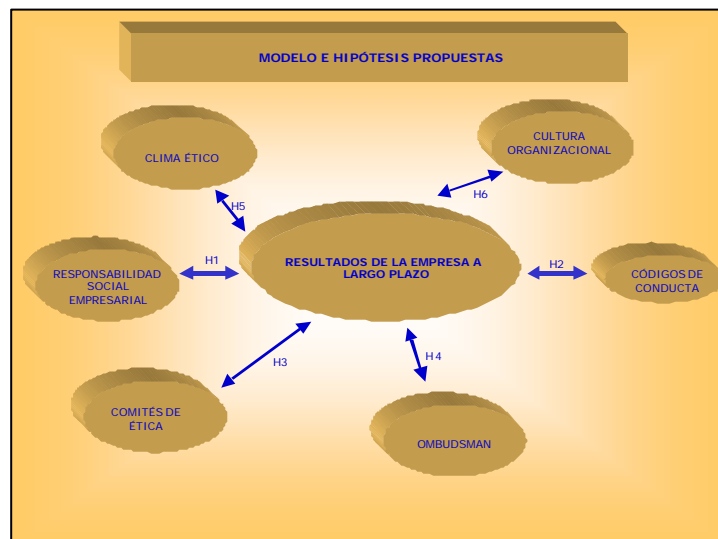 MODELO E HIPÓTESIS PROPUESTAS
CLIMA ÉTICO
CULTURA
ORGANIZACIONAL
H5
H6
RESPONSABILIDAD
SOCIAL
EMPRESARIAL
H1
RESULTADOS DE LA EMPRESA A
LARGO PLAZO
H2
CÓDIGOS DE
CONDUCTA
H3
H4
COMITÉS DE
ÉTICA
OMBUDSMAN